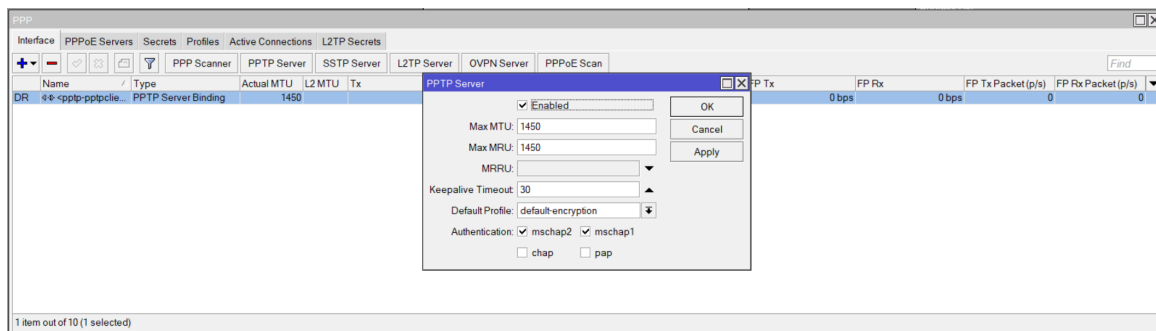 PPP
Interface PPPoE Servers Secrets Profiles Active Connections L2TP Secrets
PPP Scanner PPTP Server SSTP Server L2TP Server OVPN Server PPPoE Scan Find
Name Type Actual MTU L2 MTU Tx FP Tx FP Rx FP Tx Packet (p/s) FP Rx Packet (p/s)
DR <pptp-pptpclie... PPTP Server Binding 1450 0 bps 0 bps 0 0
PPTP Server
Enabled OK
Max MTU: 1450 Cancel
Max MRU: 1450 Apply
MRRU:
Keepalive Timeout: 30
Default Profile: default-encryption
Authentication: mschap2 mschap1
chap pap
1 item out of 10 (1 selected)